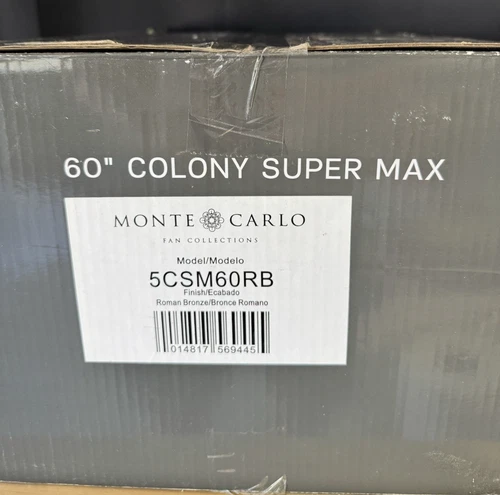 60" COLONY SUPER MAX
MONTE CARLO
FAN COLLECTIONS
Model/Modelo
5CSM60RB
Finish/Ecabado
Roman Bronze/Bronce Romano
014817 569445